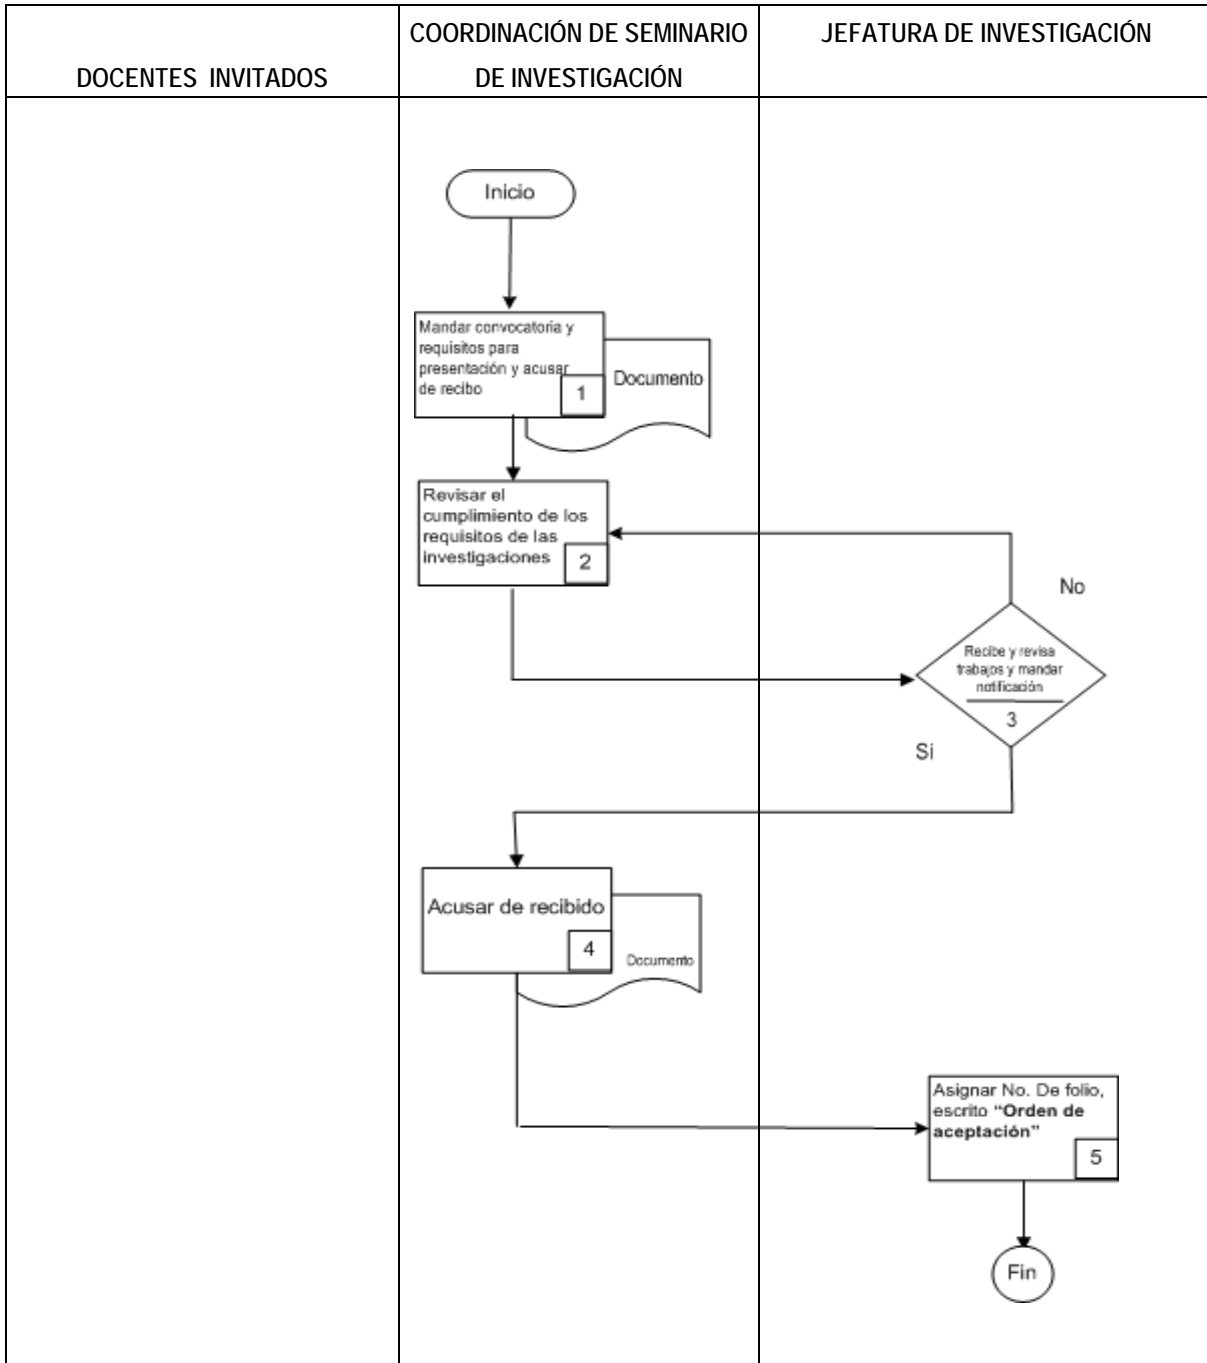 DOCENTES INVITADOS
COORDINACIÓN DE SEMINARIO
DE INVESTIGACIÓN
JEFATURA DE INVESTIGACIÓN
Inicio
Mandar convocatoria y
requisitos para
presentación y acusar
de recibo
1
Documento
Revisar el
cumplimiento de los
requisitos de las
investigaciones
2
No
Recibe y revisa
trabajos y mandar
notificación
3
Si
Acusar de recibido
4
Documento
Asignar No. De folio,
escrito “Orden de
aceptación”
5
Fin